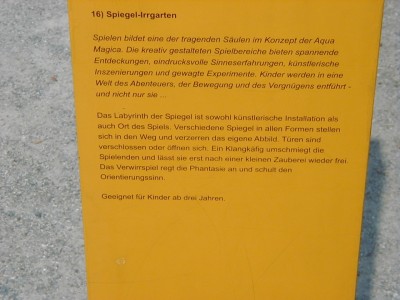 16) Spiegel-Irrgarten
Spielen bildet eine der tragenden Säulen im Konzept der Aqua
Magica. Die kreativ gestalteten Spielbereiche bieten spannende
Entdeckungen, eindrucksvolle Sinneserfahrungen, künstlerische
Inszenierungen und gewagte Experimente. Kinder werden in eine
Welt des Abenteuers, der Bewegung und des Vergnügens entführt -
und nicht nur sie ...
Das Labyrinth der Spiegel ist sowohl künstlerische Installation als
auch Ort des Spiels. Verschiedene Spiegel in allen Formen stellen
sich in den Weg und verzerren das eigene Abbild. Türen sind
verschlossen oder öffnen sich. Ein Klangkäfig umschmiegt die
Spielenden und lässt sie erst nach einer kleinen Zauberei wieder frei.
Das Verwirrspiel regt die Phantasie an und schult den
Orientierungssinn.
Geeignet für Kinder ab drei Jahren.